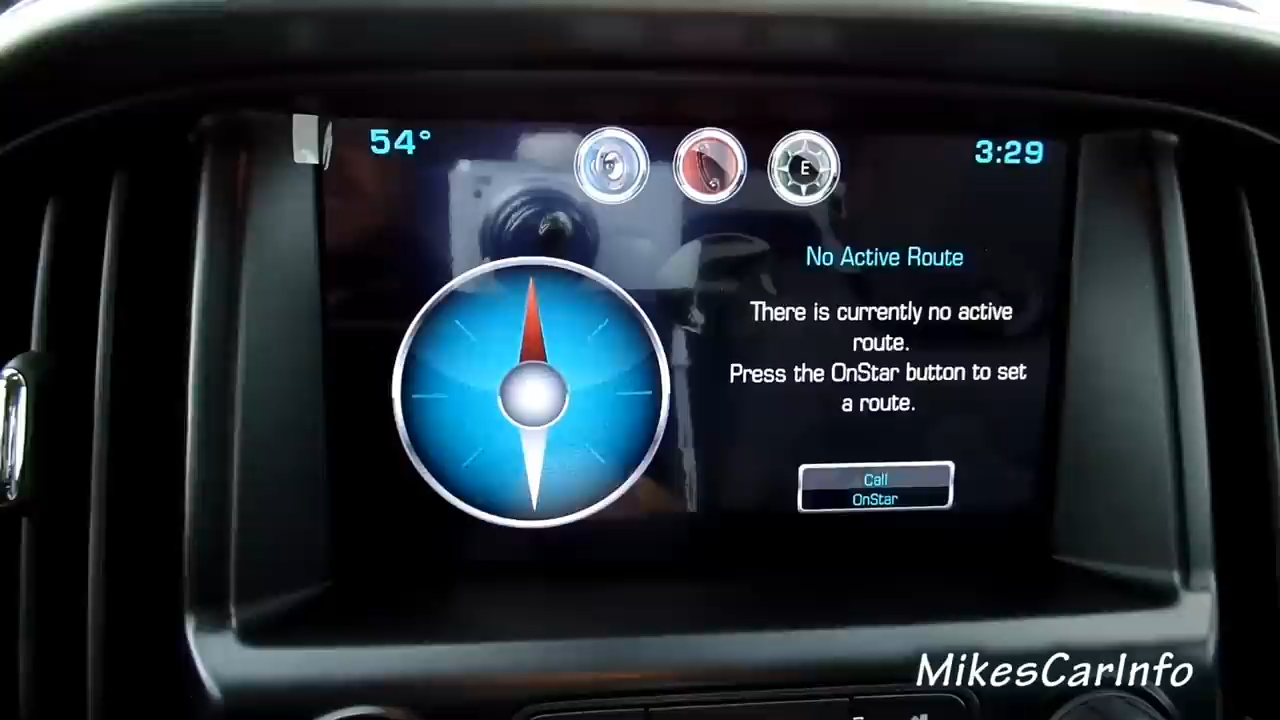 54°
E
3:29
No Active Route
There is currently no active
route.
Press the OnStar button to set
a route.
Call
OnStar
MikesCarInfo